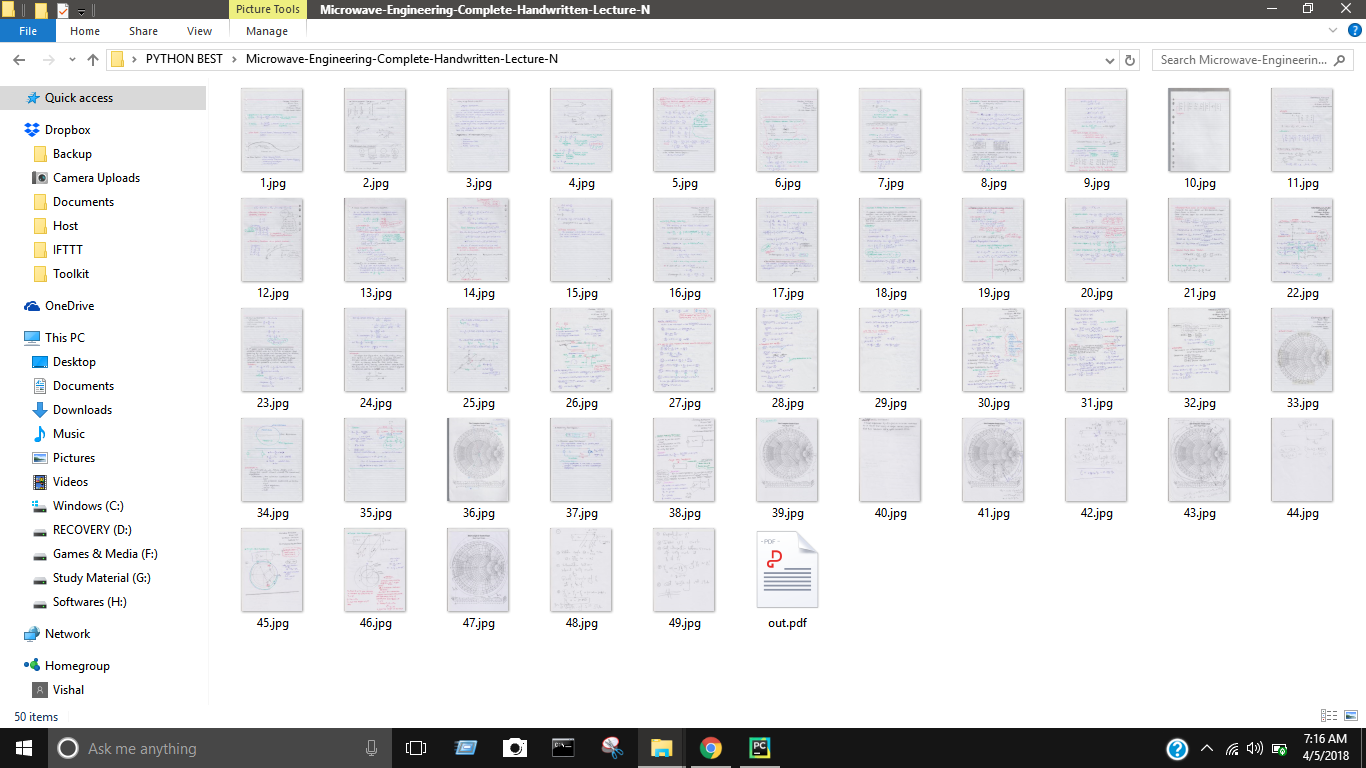 Picture Tools
Microwave-Engineering-Complete-Handwritten-Lecture-N
File
Home
Share
View
Manage
PYTHON BEST
Microwave-Engineering-Complete-Handwritten-Lecture-N
Search Microwave-Engineerin...
Quick access
Dropbox
Backup
Camera Uploads
Documents
Host
IFTTT
Toolkit
OneDrive
This PC
Desktop
Documents
Downloads
Music
Pictures
Videos
Windows (C:)
RECOVERY (D:)
Games & Media (F:)
Study Material (G:)
Softwares (H:)
Network
Homegroup
Vishal
1.jpg 2.jpg 3.jpg 4.jpg 5.jpg 6.jpg 7.jpg 8.jpg 9.jpg 10.jpg 11.jpg
12.jpg 13.jpg 14.jpg 15.jpg 16.jpg 17.jpg 18.jpg 19.jpg 20.jpg 21.jpg 22.jpg
23.jpg 24.jpg 25.jpg 26.jpg 27.jpg 28.jpg 29.jpg 30.jpg 31.jpg 32.jpg 33.jpg
34.jpg 35.jpg 36.jpg 37.jpg 38.jpg 39.jpg 40.jpg 41.jpg 42.jpg 43.jpg 44.jpg
PDF
45.jpg 46.jpg 47.jpg 48.jpg 49.jpg out.pdf
50 items
Ask me anything
PC
7:16 AM
4/5/2018